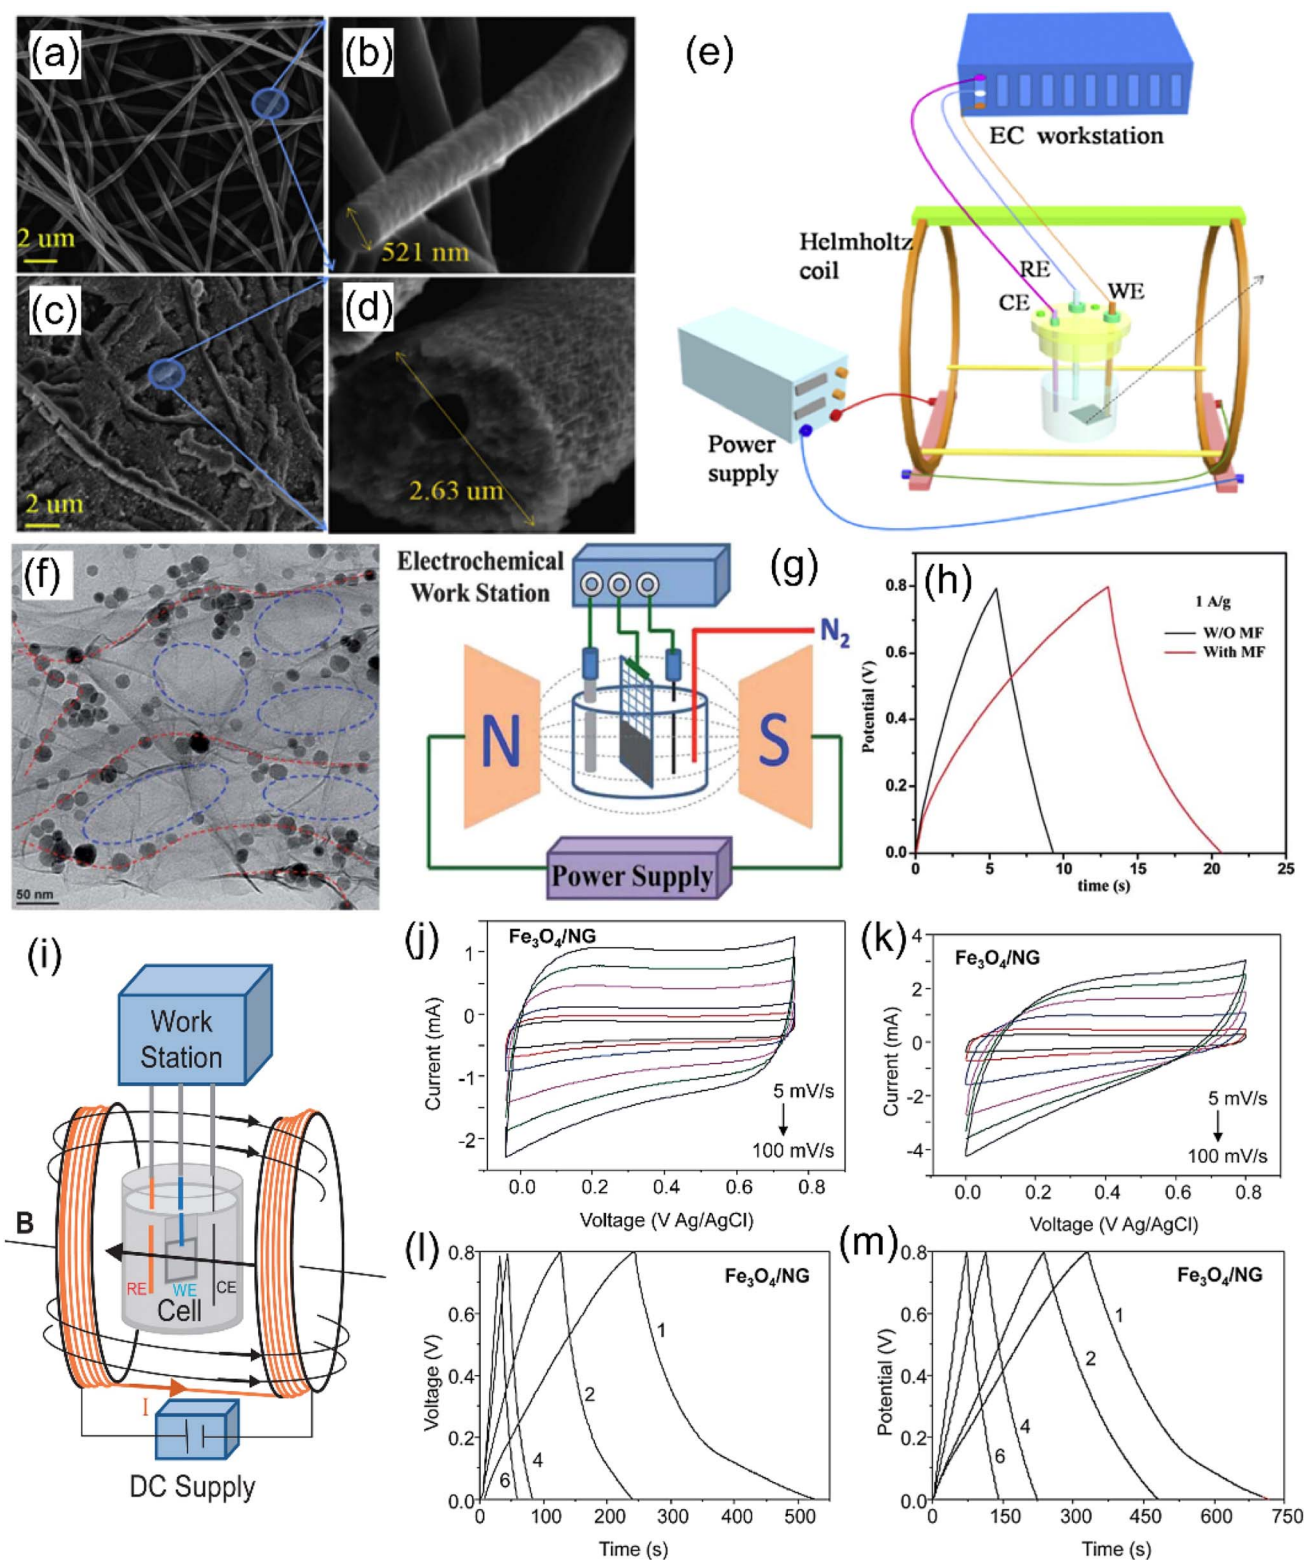 (a)
2 um
(b)
521 nm
(c)
2 um
(d)
2.63 um
(e)
EC workstation
Helmholtz
coil
RE
CE
WE
Power
supply
(f)
50 nm
(g)
Electrochemical
Work Station
N₂
N
S
Power Supply
(h)
1 A/g
W/O MF
With MF
Potential (V)
0.8
0.6
0.4
0.2
0.0
0
5
10
15
20
25
time (s)
(i)
Work
Station
B
RE
WE
CE
Cell
I
DC Supply
(j)
Fe₃O₄/NG
Current (mA)
1
0
-1
-2
5 mV/s
100 mV/s
0.0
0.2
0.4
0.6
0.8
Voltage (V Ag/AgCl)
(k)
Fe₃O₄/NG
Current (mA)
4
2
0
-2
-4
5 mV/s
100 mV/s
0.0
0.2
0.4
0.6
0.8
Voltage (V Ag/AgCl)
(l)
Fe₃O₄/NG
Voltage (V)
0.8
0.6
0.4
0.2
0.0
1
2
4
6
0
100
200
300
400
500
Time (s)
(m)
Fe₃O₄/NG
Potential (V)
0.8
0.6
0.4
0.2
0.0
1
2
4
6
0
150
300
450
600
750
Time (s)